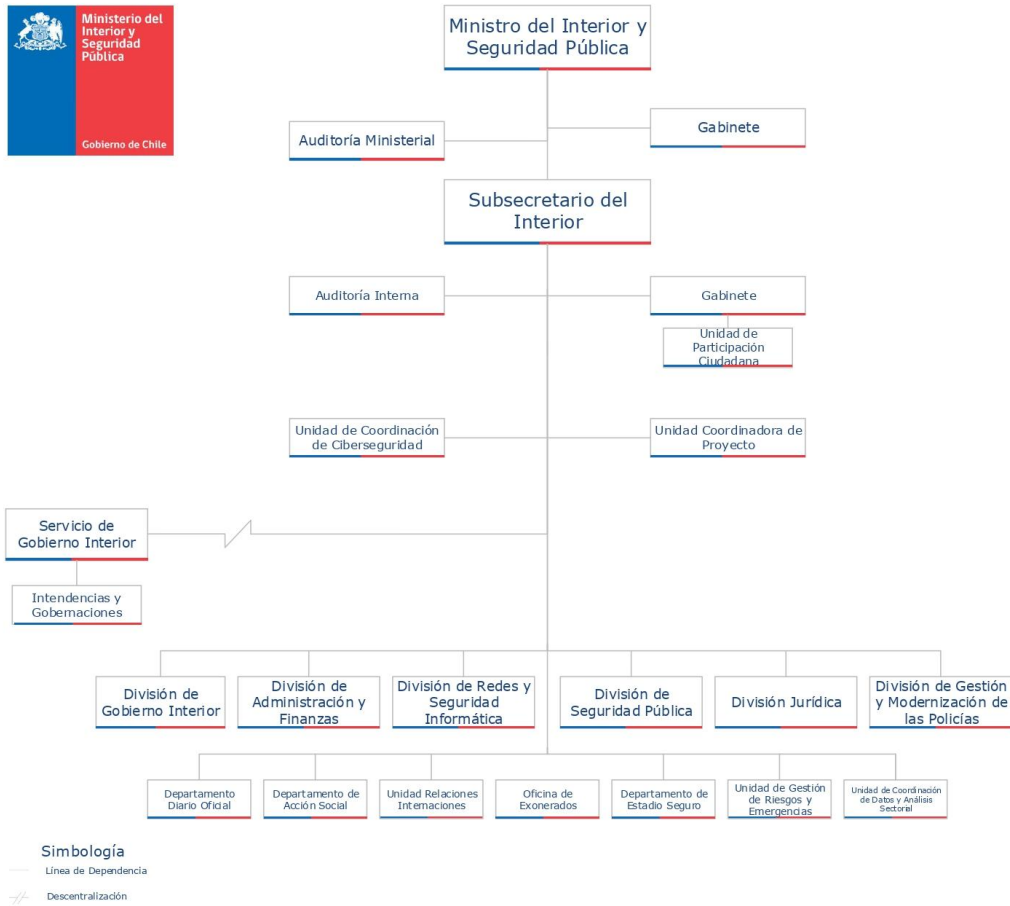 Ministerio del
Interior y
Seguridad
Pública
Gobierno de Chile
Ministro del Interior y
Seguridad Pública
Auditoría Ministerial
Gabinete
Subsecretario del
Interior
Auditoría Interna
Gabinete
Unidad de
Participación
Ciudadana
Unidad de Coordinación
de Ciberseguridad
Unidad Coordinadora de
Proyecto
Servicio de
Gobierno Interior
Intendencias y
Gobernaciones
División de
Gobierno Interior
División de
Administración y
Finanzas
División de Redes y
Seguridad
Informática
División de
Seguridad Pública
División Jurídica
División de Gestión
y Modernización de
las Policías
Departamento
Diario Oficial
Departamento de
Acción Social
Unidad Relaciones
Internaciones
Oficina de
Exonerados
Departamento de
Estadio Seguro
Unidad de Gestión
de Riesgos y
Emergencias
Unidad de Coordinación
de Datos y Análisis
Sectorial
Simbología
Línea de Dependencia
Descentralización